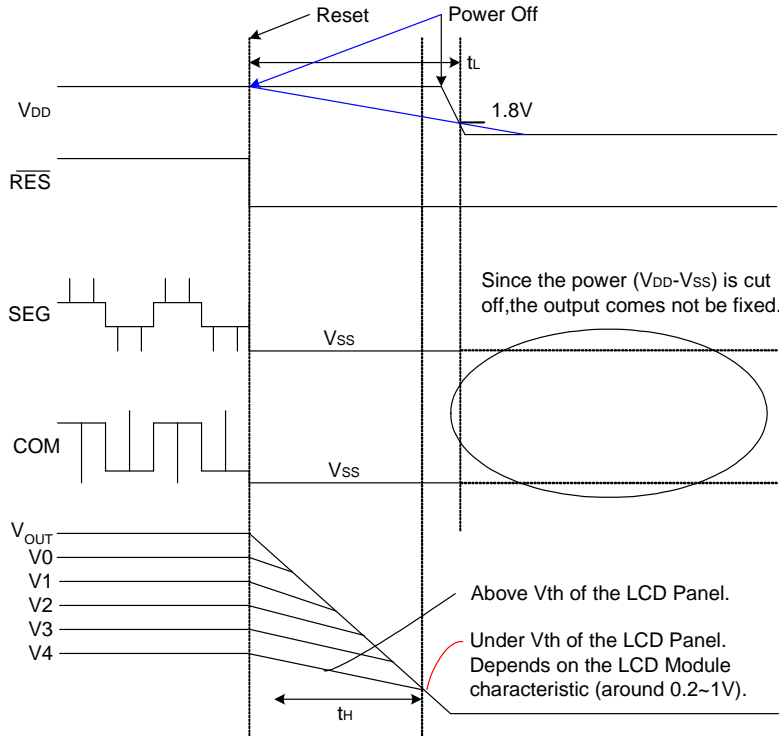 Reset
Power Off
tL
VDD
1.8V
RES
Since the power (VDD-VSS) is cut
off,the output comes not be fixed.
SEG
VSS
COM
VSS
VOUT
V0
V1
V2
V3
V4
Above Vth of the LCD Panel.
Under Vth of the LCD Panel.
Depends on the LCD Module
characteristic (around 0.2~1V).
tH